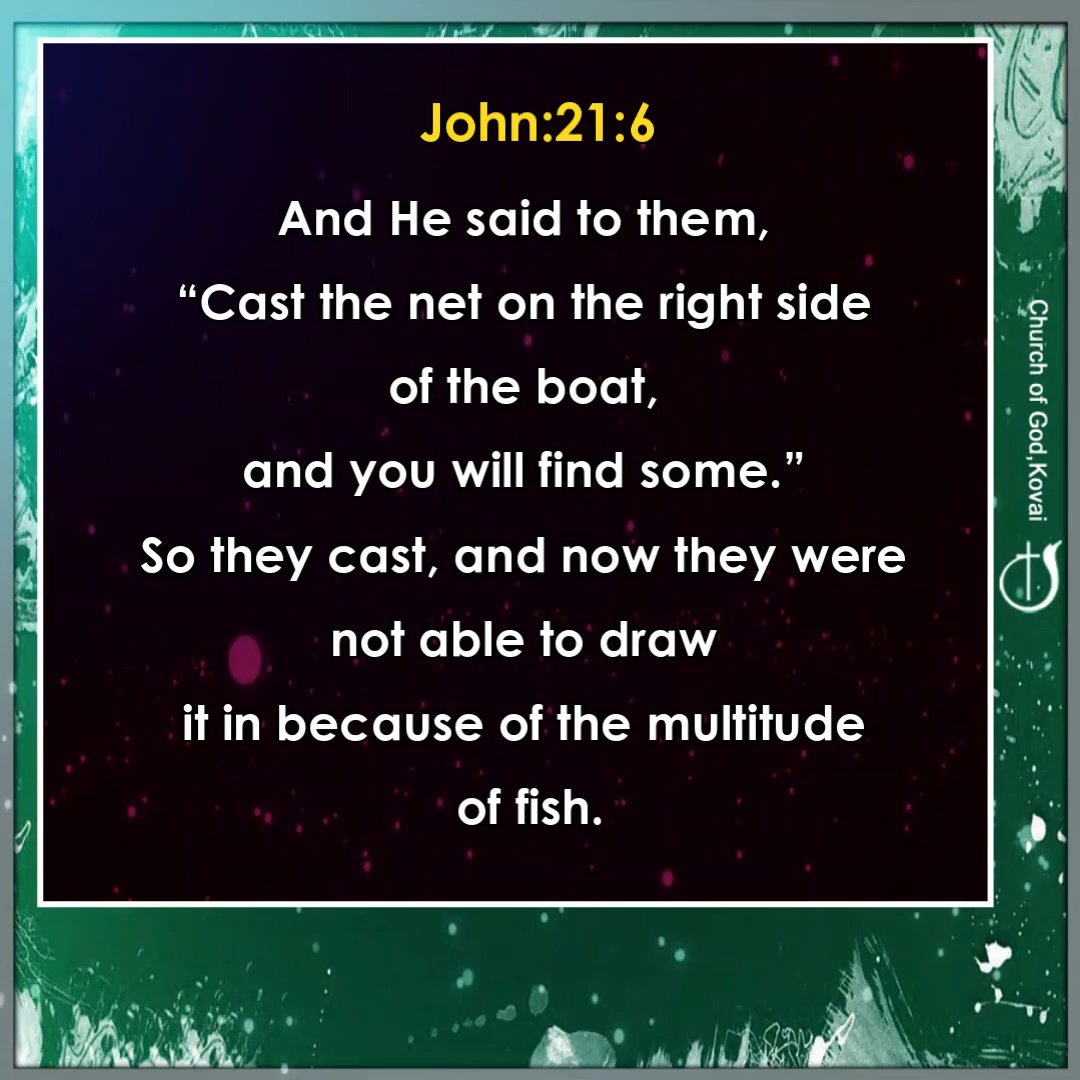 John:21:6
And He said to them,
“Cast the net on the right side
of the boat,
and you will find some.”
So they cast, and now they were
not able to draw
it in because of the multitude
of fish.
Church of God,Kovai